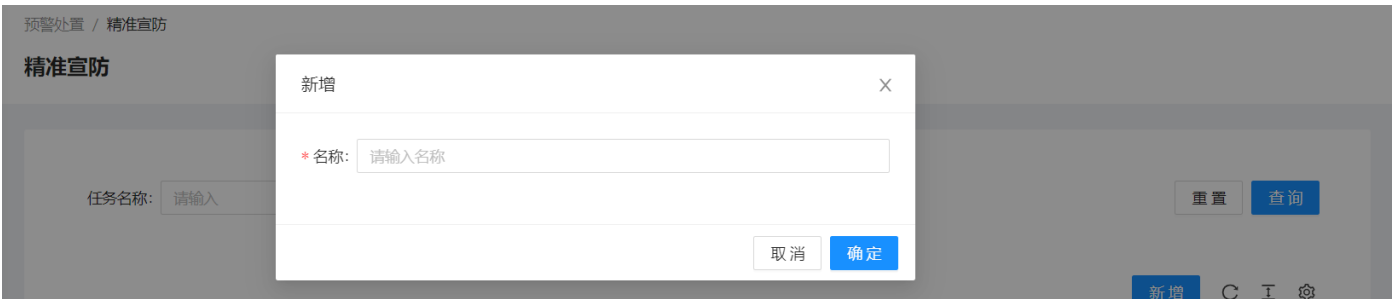 预警处置 / 精准宣防
精准宣防
新增
* 名称: 请输入名称
任务名称: 请输入
重置 查询
取消 确定
新增